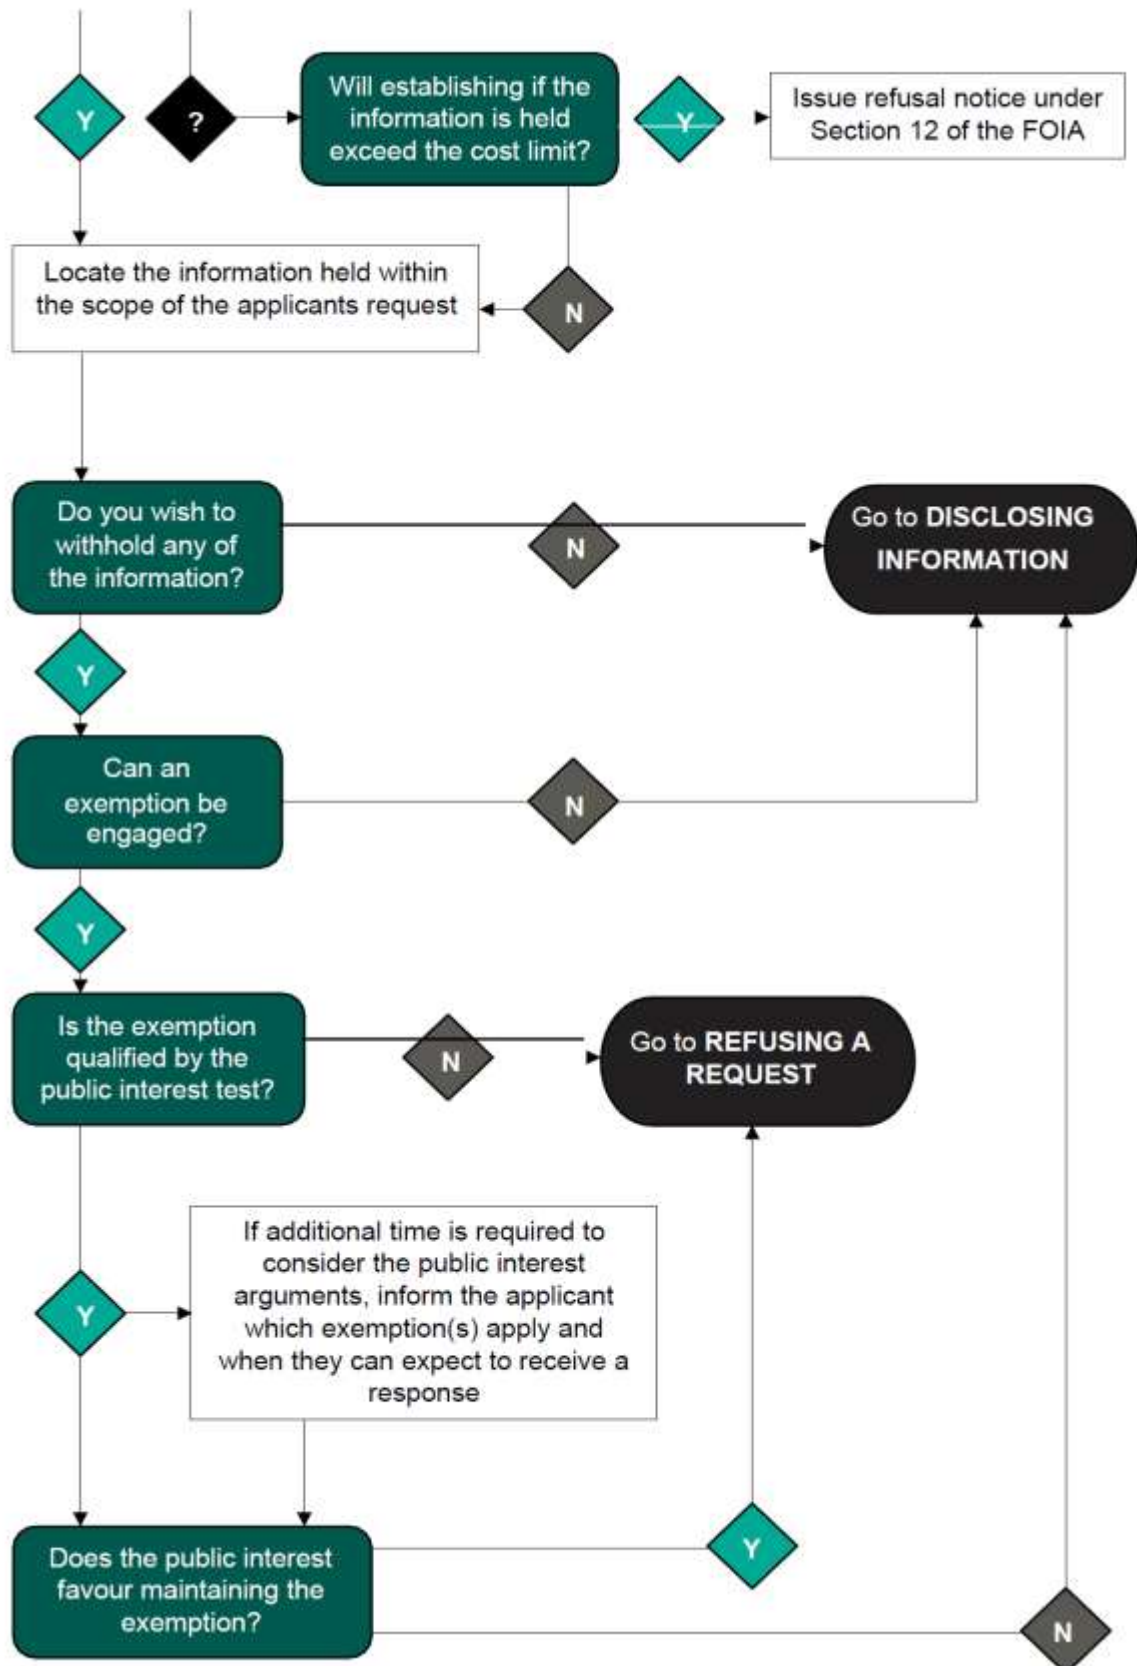 Y
?
Will establishing if the
information is held
exceed the cost limit?
Y
Issue refusal notice under
Section 12 of the FOIA
Locate the information held within
the scope of the applicants request
N
Do you wish to
withhold any of
the information?
N
Go to DISCLOSING
INFORMATION
Y
Can an
exemption be
engaged?
N
Y
Is the exemption
qualified by the
public interest test?
N
Go to REFUSING A
REQUEST
If additional time is required to
consider the public interest
arguments, inform the applicant
which exemption(s) apply and
when they can expect to receive a
response
Y
Does the public interest
favour maintaining the
exemption?
Y
N